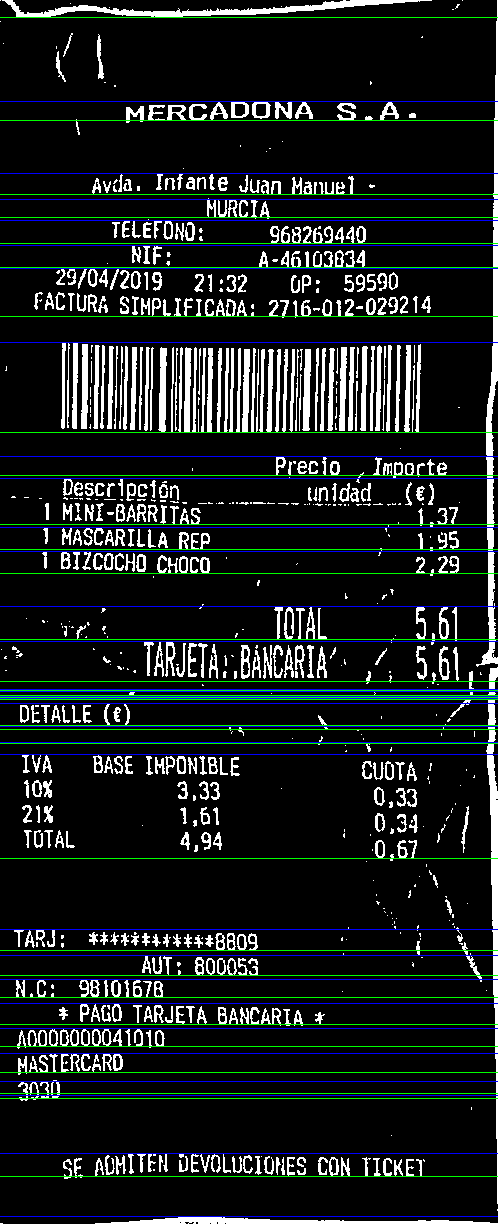 MERCADONA S.A.
Avda. Infante Juan Manuel -
MURCIA
TELÉFONO: 968269440
NIF: A-46103834
29/04/2019 21:32 OP: 59590
FACTURA SIMPLIFICADA: 2716-012-029214
Precio Importe
Descripción unidad (€)
1 MINI-BARRITAS 1,37
1 MASCARILLA REP 1,95
1 BIZCOCHO CHOCO 2,29
TOTAL 5,61
TARJETA BANCARIA 5,61
DETALLE (€)
IVA BASE IMPONIBLE CUOTA
10% 3,33 0,33
21% 1,61 0,34
TOTAL 4,94 0,67
TARJ: ************8809
AUT: 800053
N.C: 98101678
* PAGO TARJETA BANCARIA *
A0000000041010
MASTERCARD
3030
SE ADMITEN DEVOLUCIONES CON TICKET